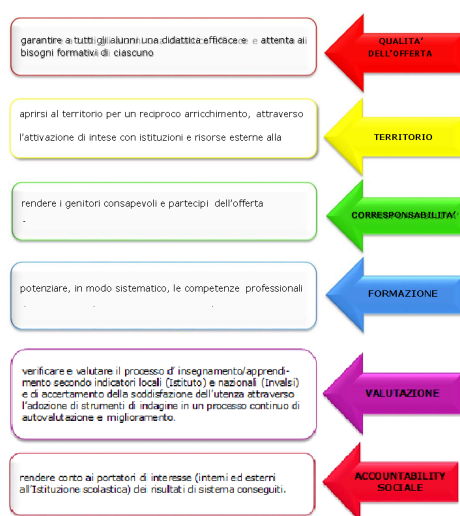 garantire a tutti gli alunni una didattica efficace e attenta ai
bisogni formativi di ciascuno
QUALITA'
DELL'OFFERTA
aprirsi al territorio per un reciproco arricchimento, attraverso
l'attivazione di intese con istituzioni e risorse esterne alla
TERRITORIO
rendere i genitori consapevoli e partecipi dell'offerta
CORRESPONSABILITA'
potenziare, in modo sistematico, le competenze professionali
FORMAZIONE
verificare e valutare il processo d' insegnamento/apprendi-
mento secondo indicatori locali (Istituto) e nazionali (Invalsi)
e di accertamento della soddisfazione dell'utenza attraverso
l'adozione di strumenti di indagine in un processo continuo di
autovalutazione e miglioramento.
VALUTAZIONE
rendere conto ai portatori di interesse (interni ed esterni
all'Istituzione scolastica) dei risultati di sistema conseguiti.
ACCOUNTABILITY
SOCIALE